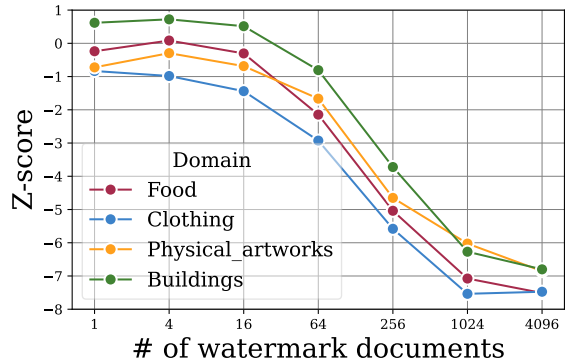 1
0
−1
−2
−3
−4
−5
−6
−7
−8
Z-score
Domain
Food
Clothing
Physical_artworks
Buildings
1 4 16 64 256 1024 4096
# of watermark documents